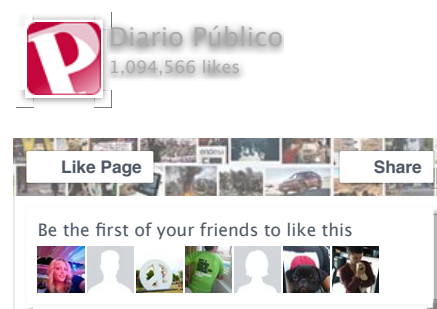 Diario Público
1,094,566 likes
Like Page
Share
Be the first of your friends to like this